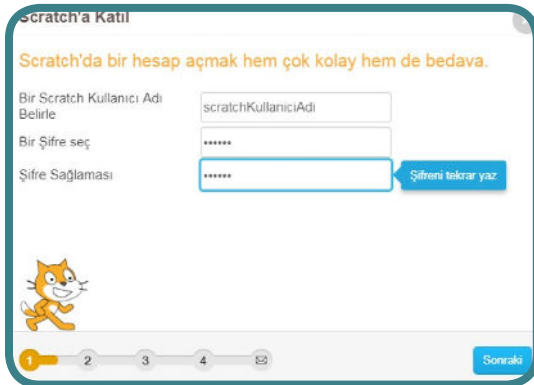 Scratch'a Katıl
Scratch'da bir hesap açmak hem çok kolay hem de bedava.
Bir Scratch Kullanıcı Adı
Belirle
scratchKullaniciAdi
Bir Şifre seç
••••••
Şifre Sağlaması
••••••
Şifreni tekrar yaz
1 2 3 4
Sonraki